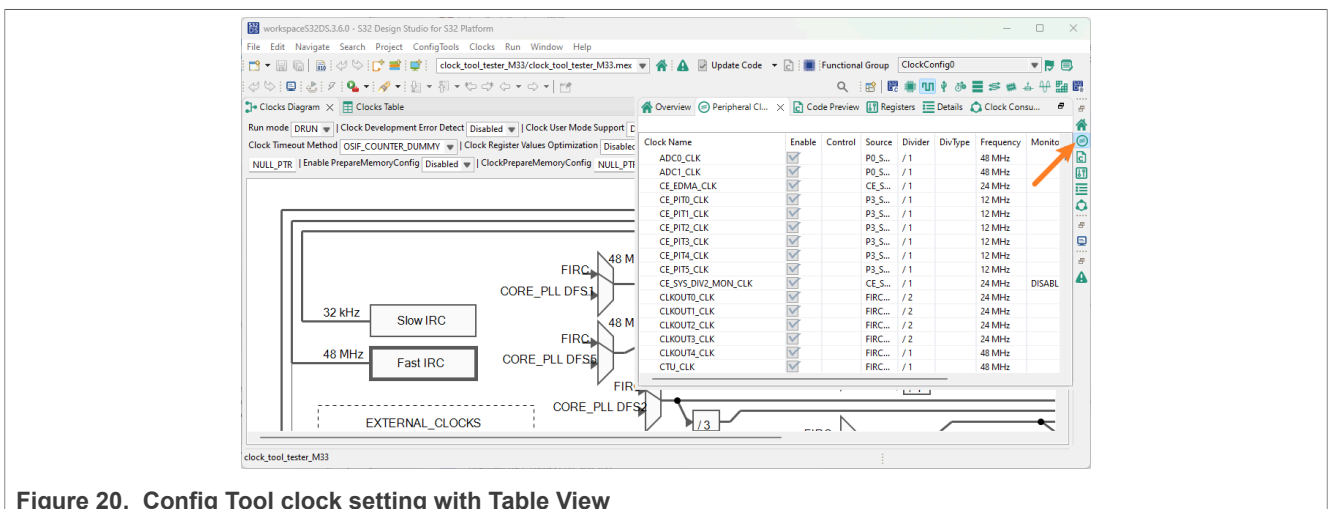 workspaceS32DS.3.6.0 - S32 Design Studio for S32 Platform
File Edit Navigate Search Project ConfigTools Clocks Run Window Help
clock_tool_tester_M33/clock_tool_tester_M33.mex Update Code Functional Group ClockConfig0
Clocks Diagram Clocks Table
Overview Peripheral Cl... Code Preview Registers Details Clock Consu...
Run mode DRUN | Clock Development Error Detect Disabled | Clock User Mode Support
Clock Timeout Method OSIF_COUNTER_DUMMY | Clock Register Values Optimization Disabled
NULL_PTR | Enable PrepareMemoryConfig Disabled | ClockPrepareMemoryConfig NULL_PTR
Clock Name Enable Control Source Divider DivType Frequency Monito
ADC0_CLK P0_S... / 1 48 MHz
ADC1_CLK P0_S... / 1 48 MHz
CE_EDMA_CLK CE_S... / 1 24 MHz
CE_PIT0_CLK P3_S... / 1 12 MHz
CE_PIT1_CLK P3_S... / 1 12 MHz
CE_PIT2_CLK P3_S... / 1 12 MHz
CE_PIT3_CLK P3_S... / 1 12 MHz
CE_PIT4_CLK P3_S... / 1 12 MHz
CE_PIT5_CLK P3_S... / 1 12 MHz
CE_SYS_DIV2_MON_CLK CE_S... / 1 24 MHz DISABL
CLKOUT0_CLK FIRC... / 2 24 MHz
CLKOUT1_CLK FIRC... / 2 24 MHz
CLKOUT2_CLK FIRC... / 2 24 MHz
CLKOUT3_CLK FIRC... / 2 24 MHz
CLKOUT4_CLK FIRC... / 1 48 MHz
CTU_CLK FIRC... / 1 48 MHz
48 M
FIRC
CORE_PLL DFS1
32 kHz
Slow IRC
48 M
FIRC
48 MHz
Fast IRC
CORE_PLL DFS5
FIR
CORE_PLL DFS2
/ 3
EXTERNAL_CLOCKS
clock_tool_tester_M33
Figure 20. Config Tool clock setting with Table View